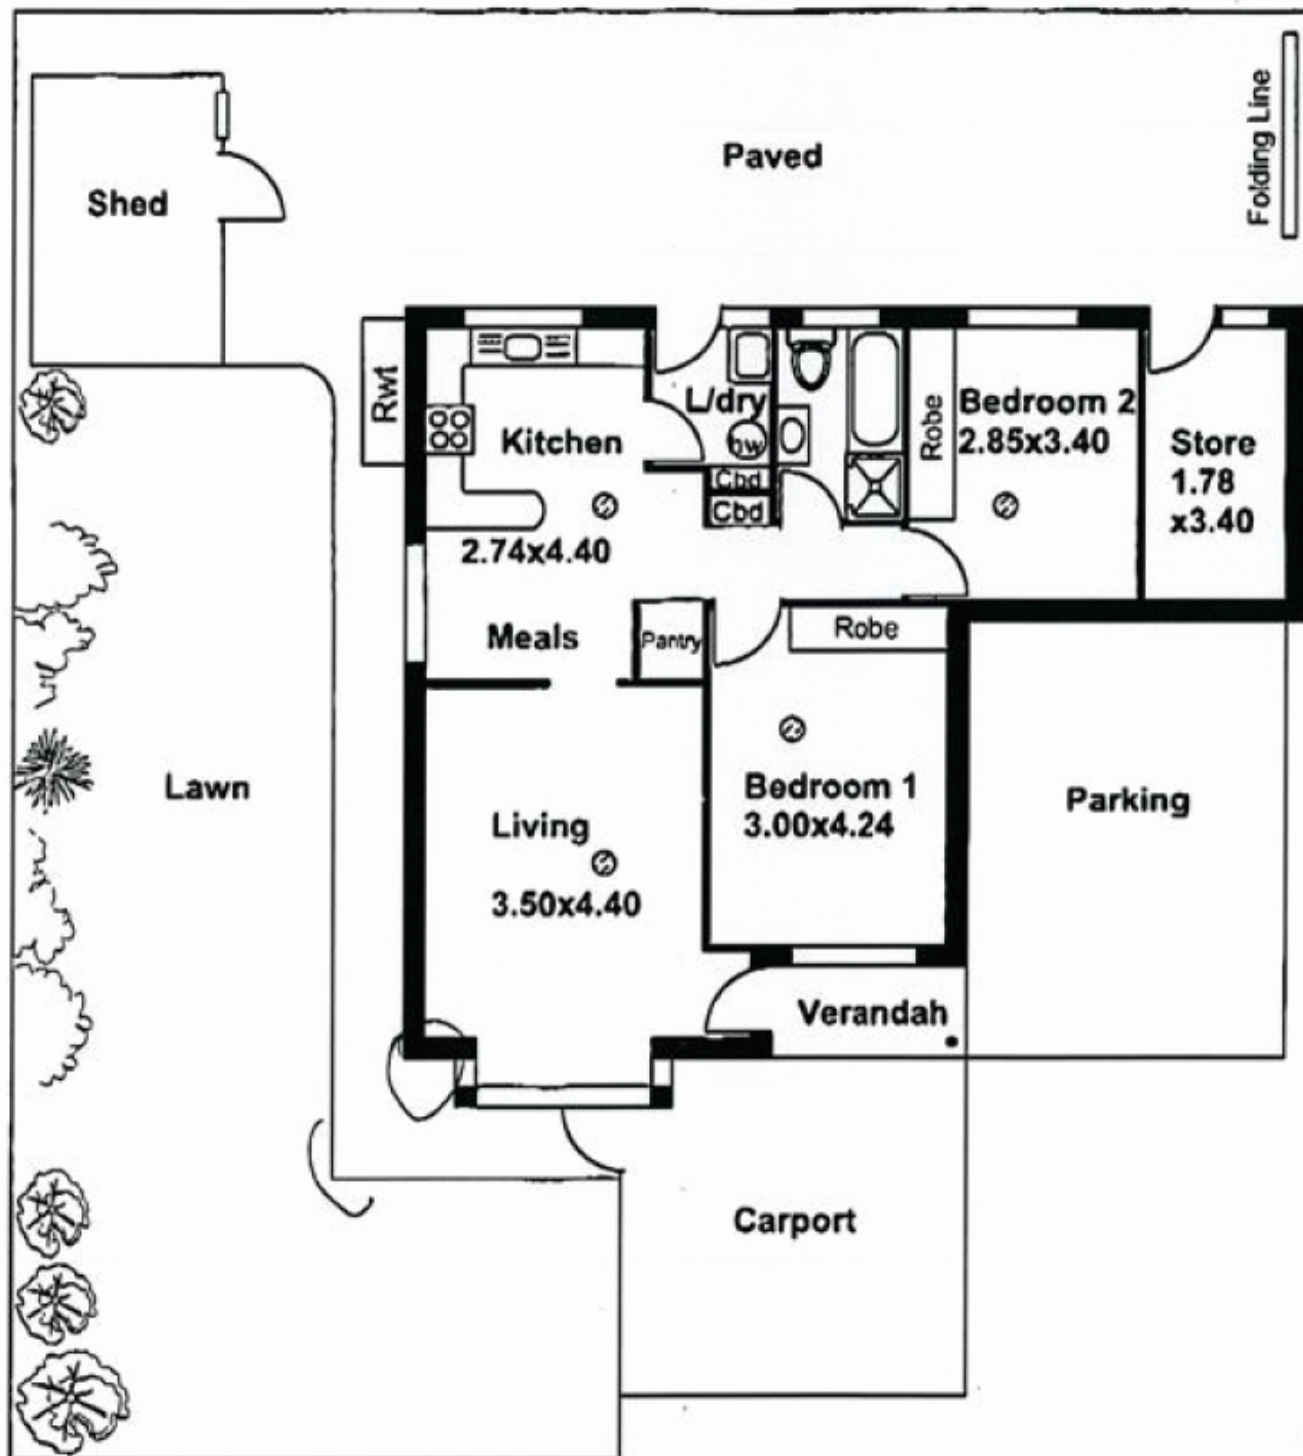 Folding Line
Paved
Shed
Rwt
L/dry
hw
Kitchen
Cbd
Cbd
2.74x4.40
Robe
Bedroom 2
2.85x3.40
Store
1.78
x3.40
Meals
Pantry
Robe
Lawn
Living
3.50x4.40
Bedroom 1
3.00x4.24
Parking
Verandah
Carport